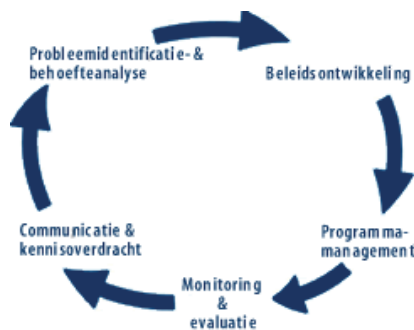 Probleemidentificatie- &
behoefteanalyse
Beleidsontwikkeling
Programma-
management
Monitoring
&
evaluatie
Communicatie &
kennisoverdracht